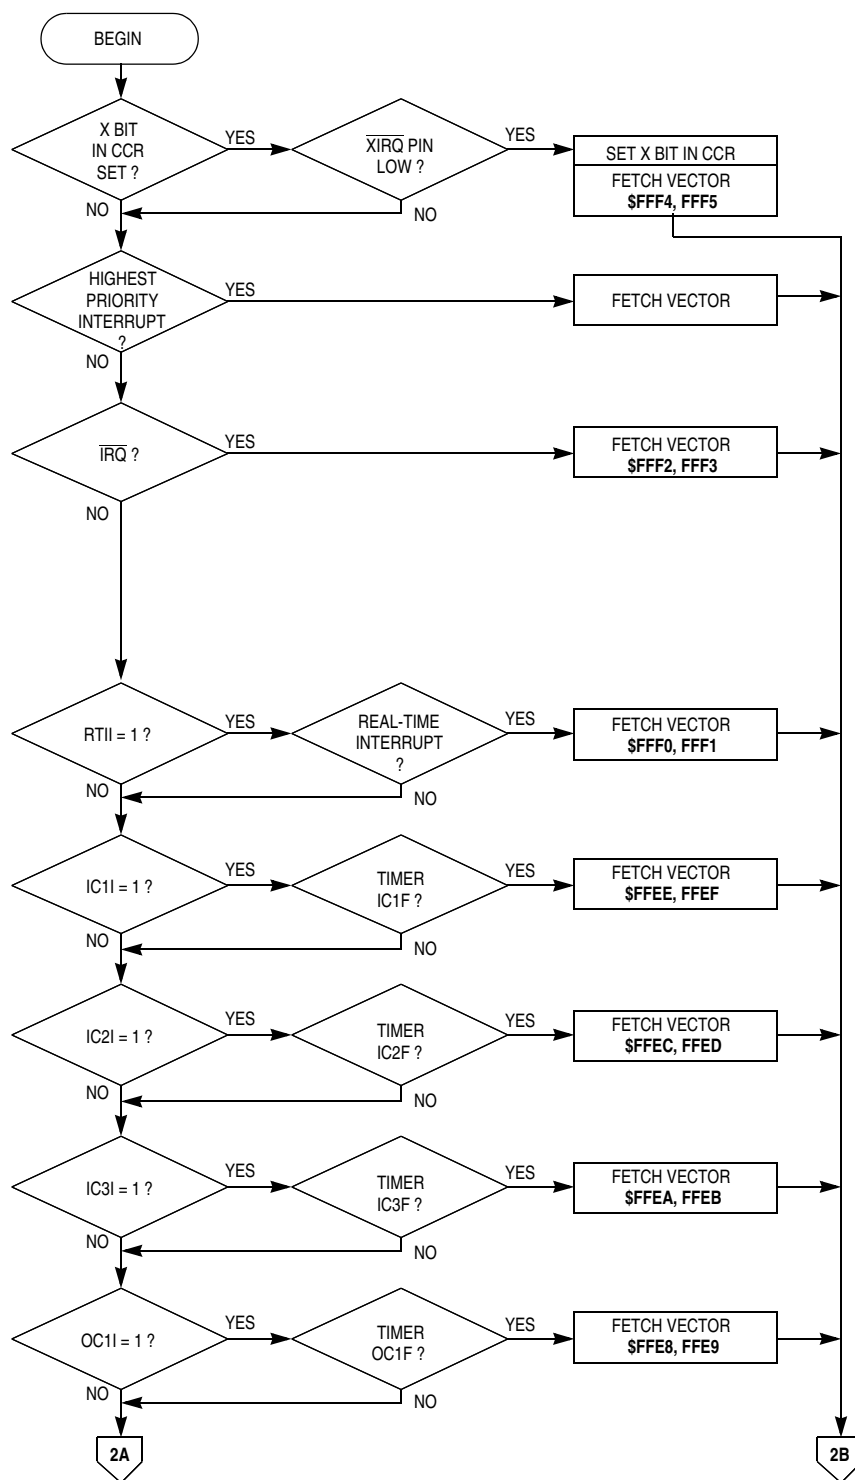 BEGIN
X BIT
IN CCR
SET ?
YES
XIRQ PIN
LOW ?
YES
SET X BIT IN CCR
FETCH VECTOR
$FFF4, FFF5
NO
NO
HIGHEST
PRIORITY
INTERRUPT
?
YES
FETCH VECTOR
NO
IRQ ?
YES
FETCH VECTOR
$FFF2, FFF3
NO
RTII = 1 ?
YES
REAL-TIME
INTERRUPT
?
YES
FETCH VECTOR
$FFF0, FFF1
NO
NO
IC1I = 1 ?
YES
TIMER
IC1F ?
YES
FETCH VECTOR
$FFEE, FFEF
NO
NO
IC2I = 1 ?
YES
TIMER
IC2F ?
YES
FETCH VECTOR
$FFEC, FFED
NO
NO
IC3I = 1 ?
YES
TIMER
IC3F ?
YES
FETCH VECTOR
$FFEA, FFEB
NO
NO
OC1I = 1 ?
YES
TIMER
OC1F ?
YES
FETCH VECTOR
$FFE8, FFE9
NO
NO
2A
2B